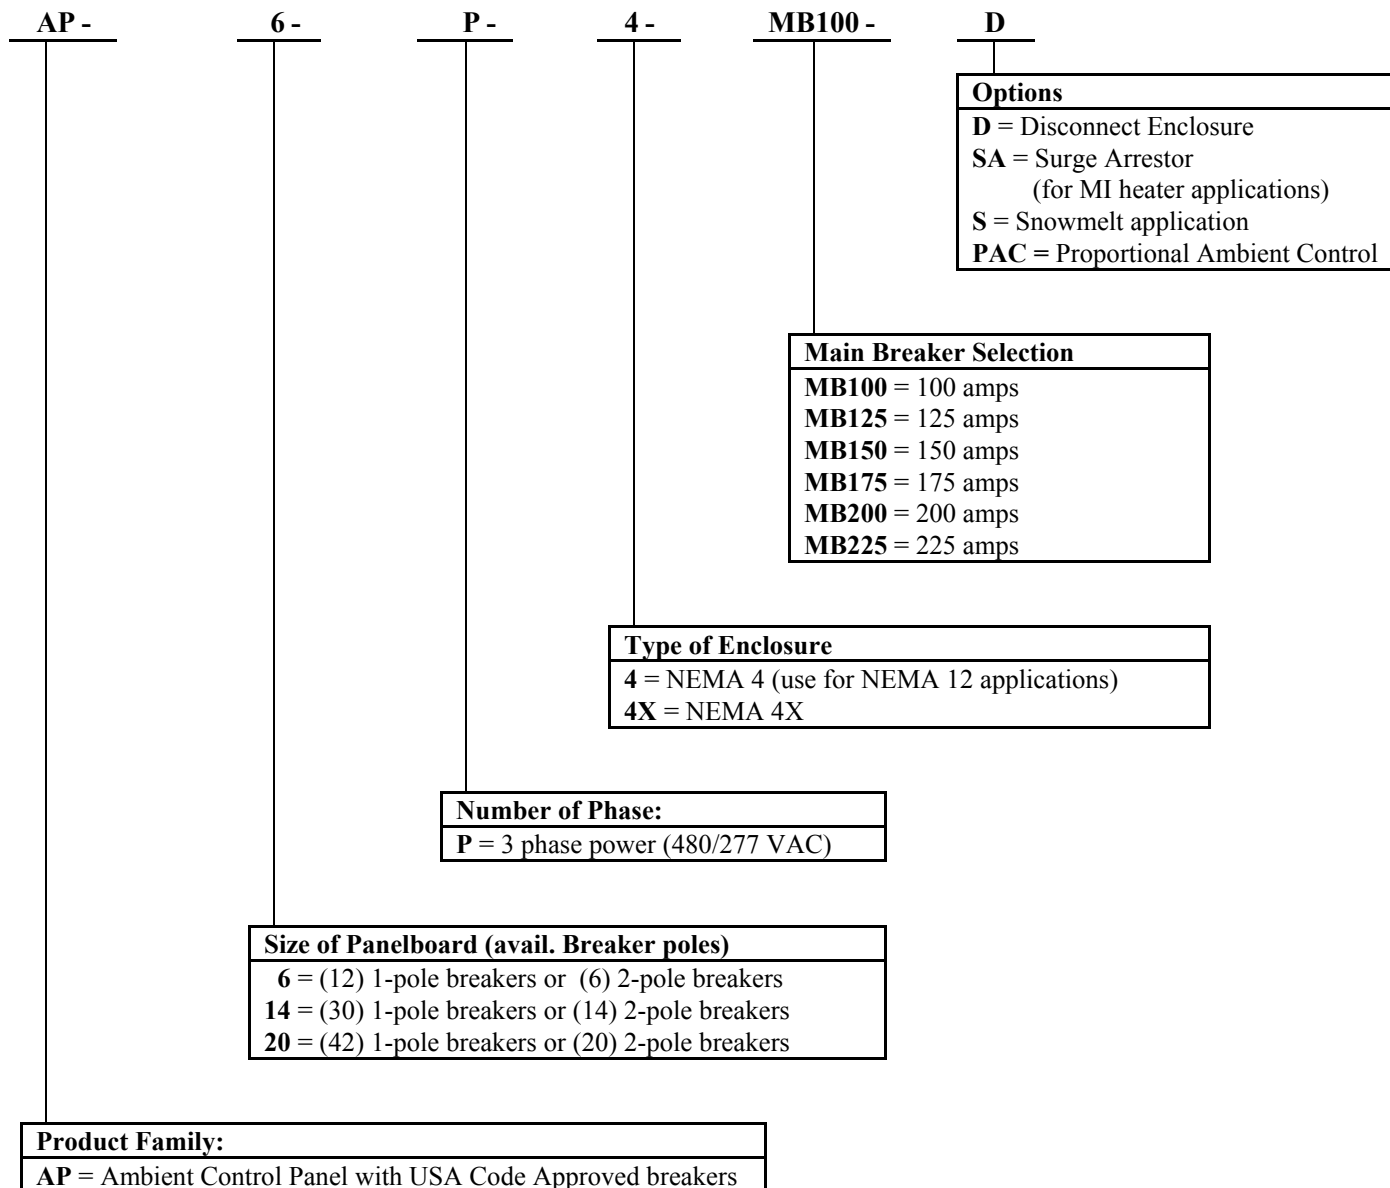 AP - 6 - P - 4 - MB100 - D
Options
D = Disconnect Enclosure
SA = Surge Arrestor
(for MI heater applications)
S = Snowmelt application
PAC = Proportional Ambient Control
Main Breaker Selection
MB100 = 100 amps
MB125 = 125 amps
MB150 = 150 amps
MB175 = 175 amps
MB200 = 200 amps
MB225 = 225 amps
Type of Enclosure
4 = NEMA 4 (use for NEMA 12 applications)
4X = NEMA 4X
Number of Phase:
P = 3 phase power (480/277 VAC)
Size of Panelboard (avail. Breaker poles)
6 = (12) 1-pole breakers or (6) 2-pole breakers
14 = (30) 1-pole breakers or (14) 2-pole breakers
20 = (42) 1-pole breakers or (20) 2-pole breakers
Product Family:
AP = Ambient Control Panel with USA Code Approved breakers